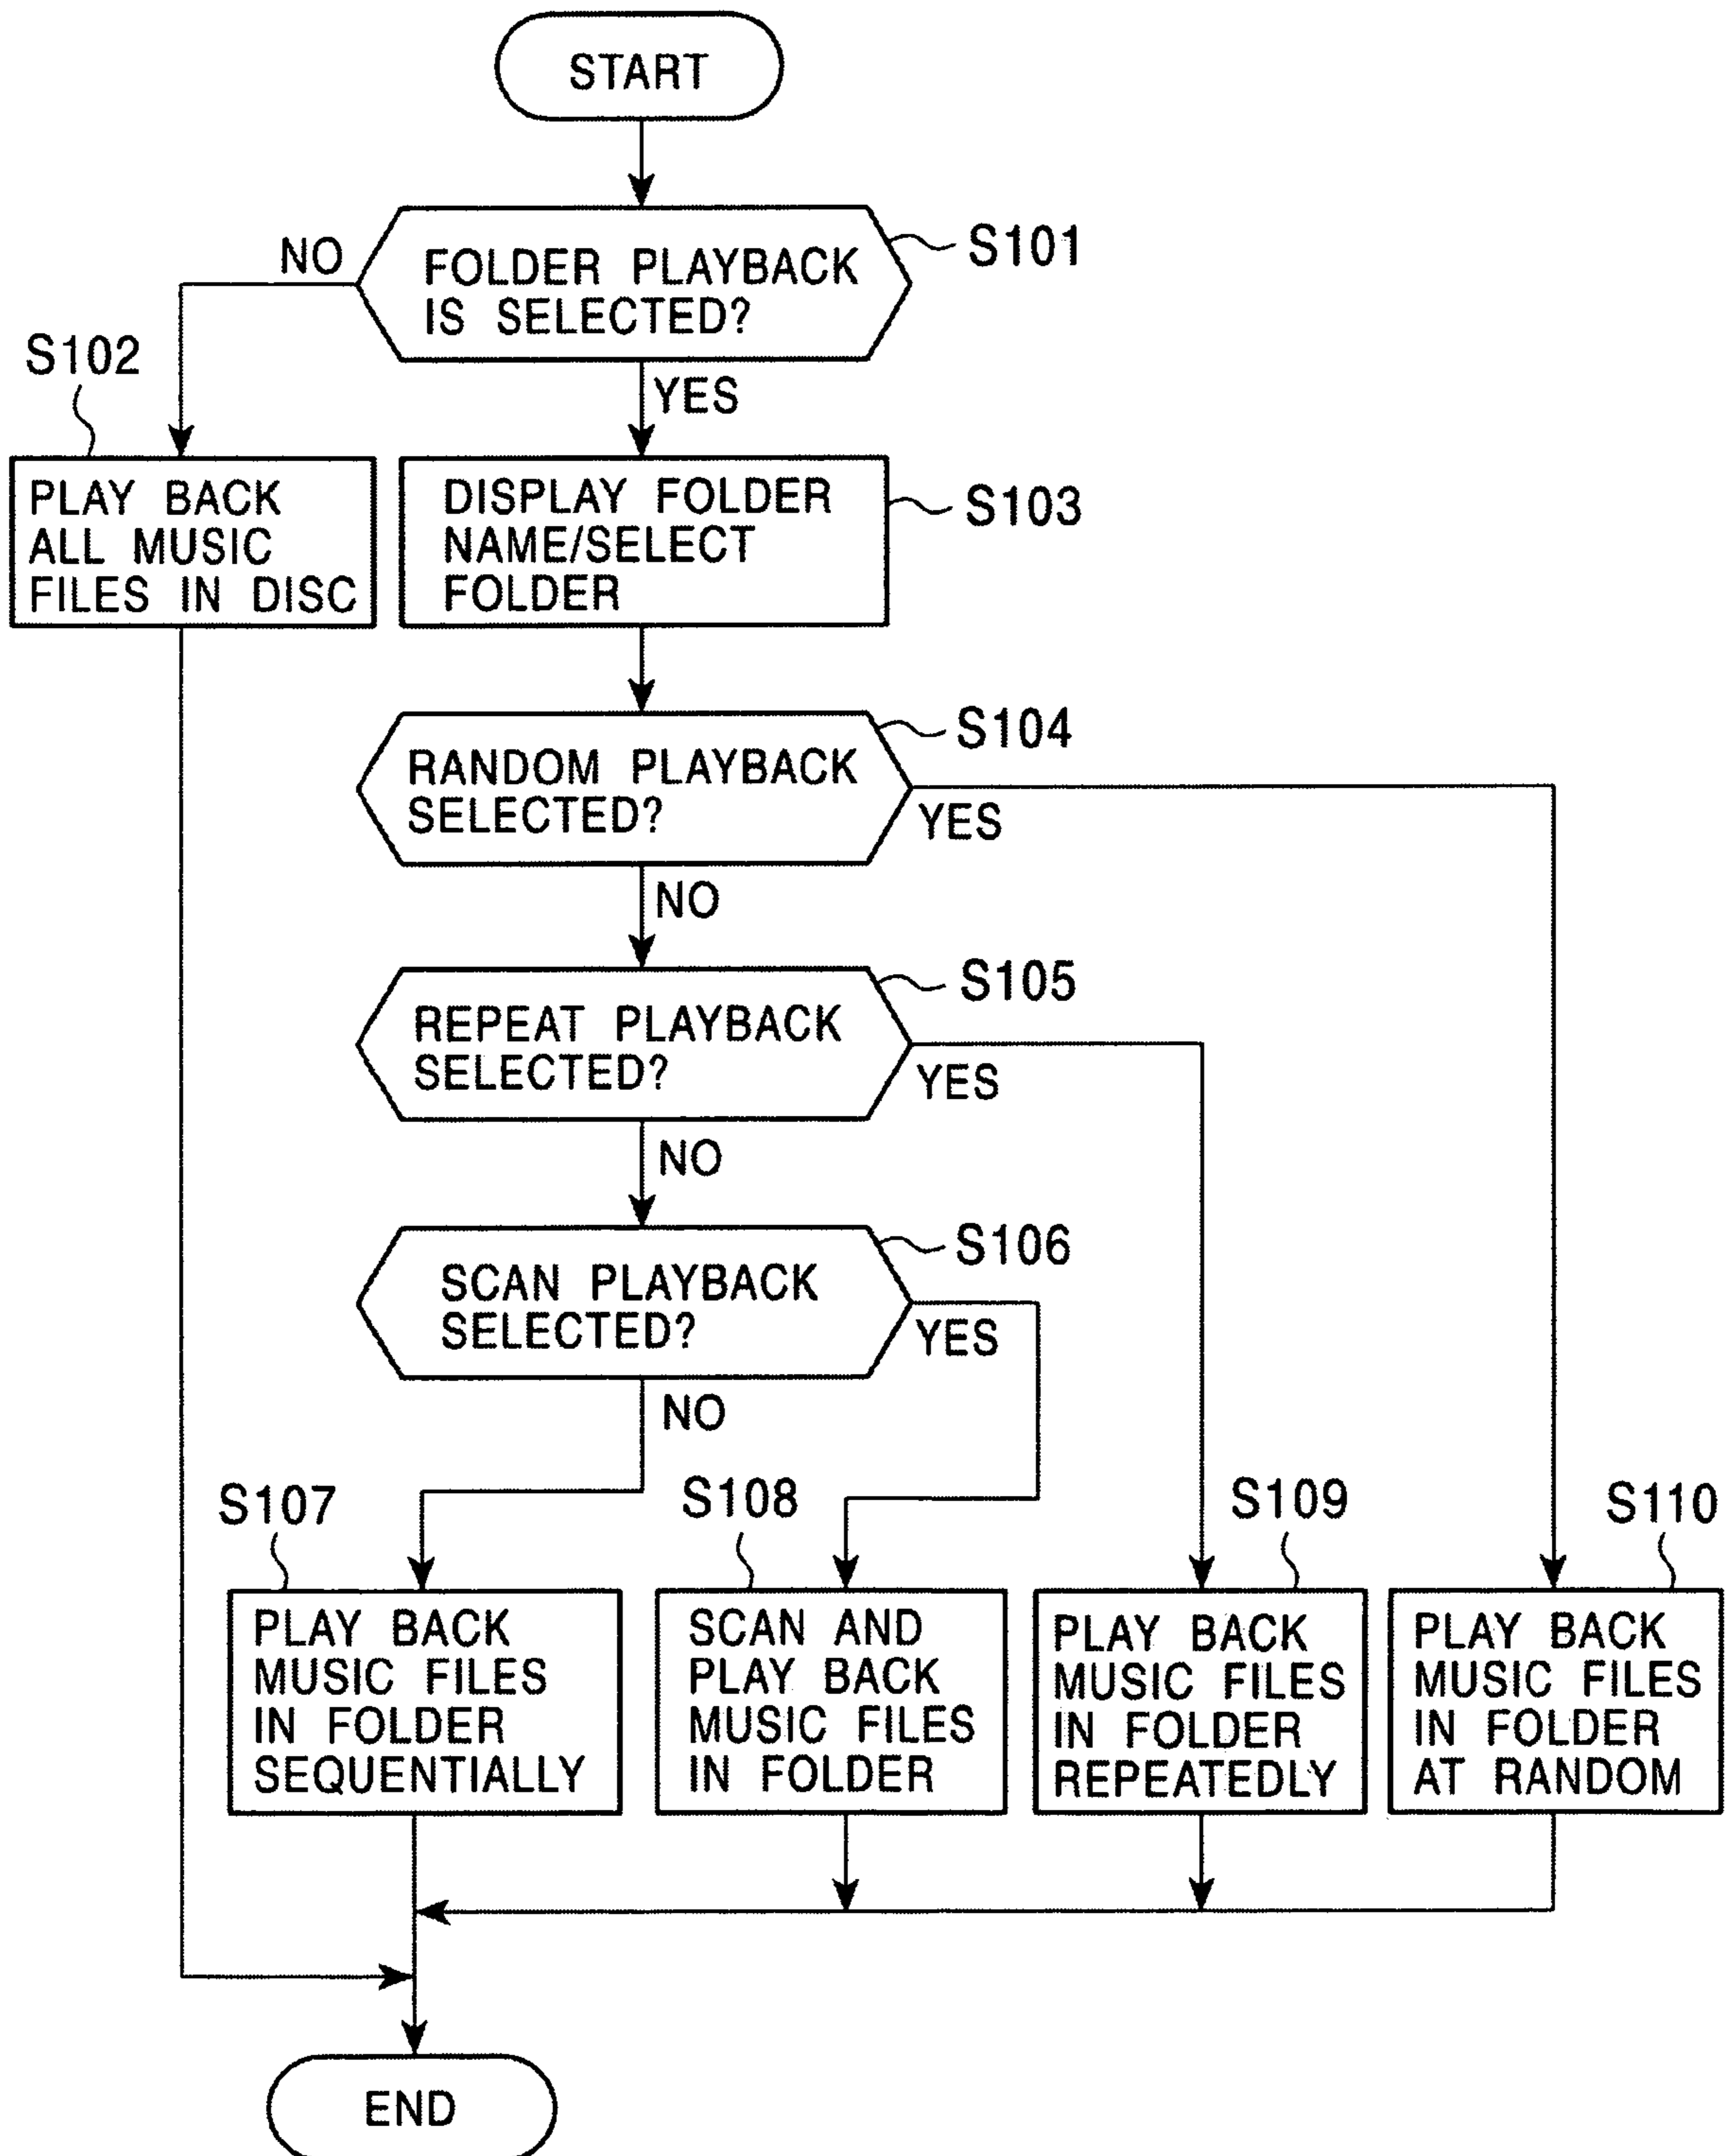 START
NO
FOLDER PLAYBACK
IS SELECTED?
S101
S102
YES
PLAY BACK
ALL MUSIC
FILES IN DISC
DISPLAY FOLDER
NAME/SELECT
FOLDER
S103
S104
RANDOM PLAYBACK
SELECTED?
YES
NO
S105
REPEAT PLAYBACK
SELECTED?
YES
NO
S106
SCAN PLAYBACK
SELECTED?
YES
NO
S107
S108
S109
S110
PLAY BACK
MUSIC FILES
IN FOLDER
SEQUENTIALLY
SCAN AND
PLAY BACK
MUSIC FILES
IN FOLDER
PLAY BACK
MUSIC FILES
IN FOLDER
REPEATEDLY
PLAY BACK
MUSIC FILES
IN FOLDER
AT RANDOM
END